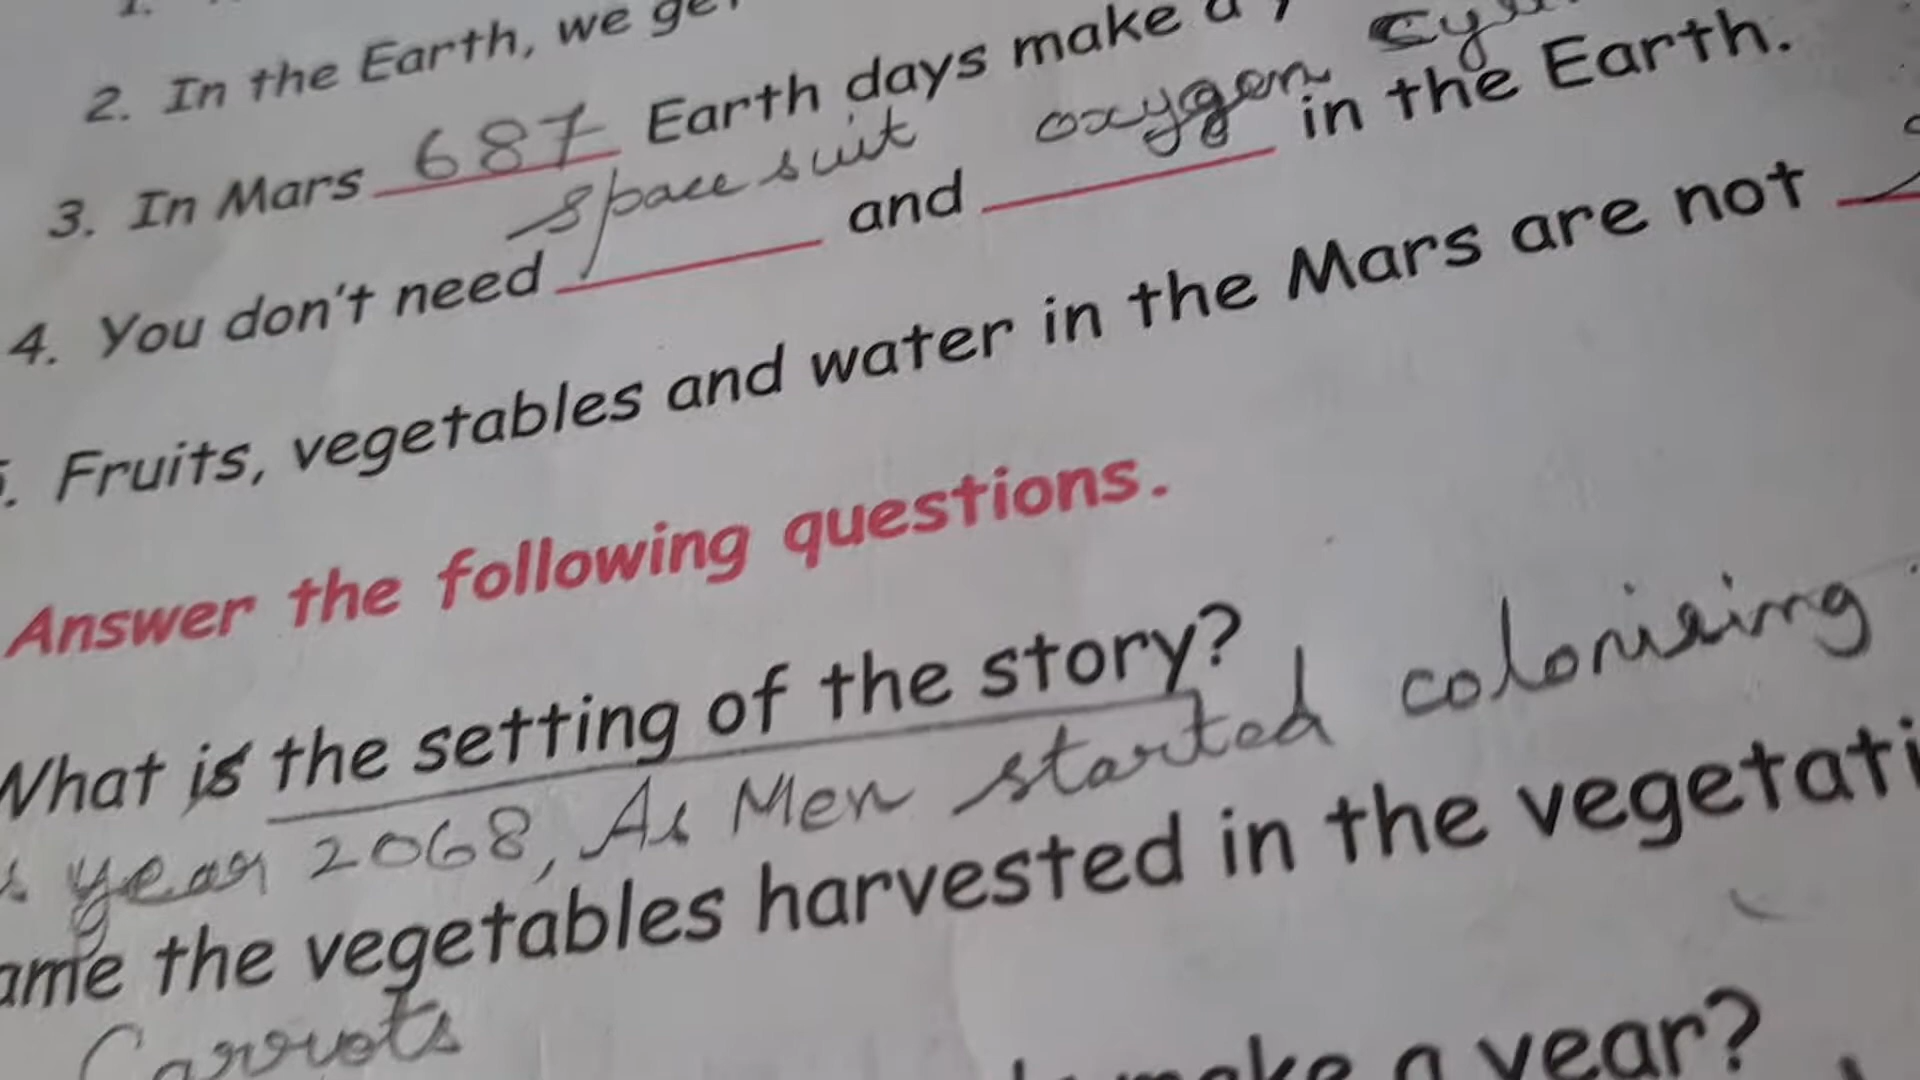 2. In the Earth, we
3. In Mars 687 Earth days make a
4. You don't need space suit and oxygen in the Earth.
Fruits, vegetables and water in the Mars are not
Answer the following questions.
What is the setting of the story?
year 2068, As Men started colonising
the vegetables harvested in the
Carrots
a year?